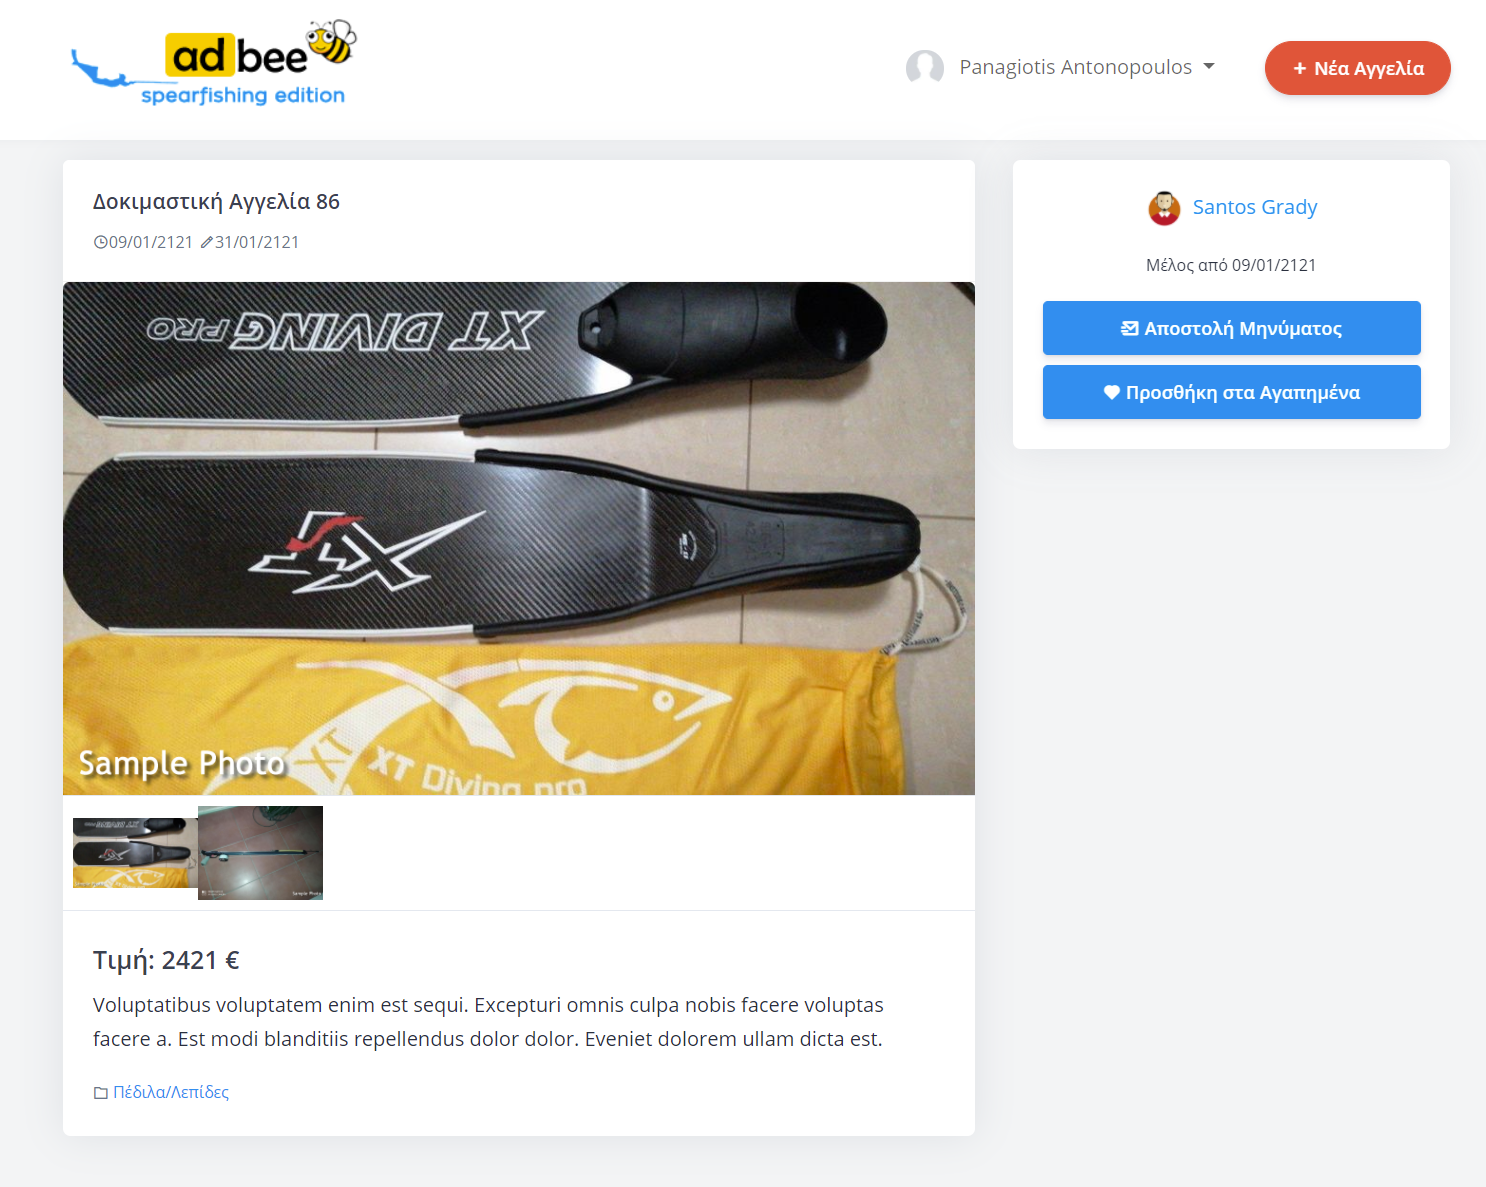 ad bee
spearfishing edition
Panagiotis Antonopoulos
+ Νέα Αγγελία
Δοκιμαστική Αγγελία 86
09/01/2121 31/01/2121
XT DIVING PRO
XT
XT Diving pro
Sample Photo
Sample Photo
Τιμή: 2421 €
Voluptatibus voluptatem enim est sequi. Excepturi omnis culpa nobis facere voluptas
facere a. Est modi blanditiis repellendus dolor dolor. Eveniet dolorem ullam dicta est.
Πέδιλα/Λεπίδες
Santos Grady
Μέλος από 09/01/2121
Αποστολή Μηνύματος
Προσθήκη στα Αγαπημένα